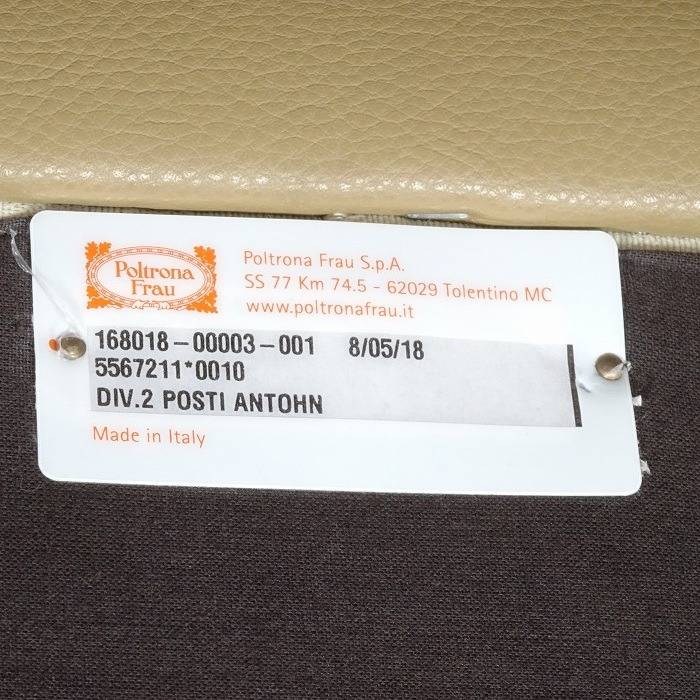 Poltrona
Frau
Poltrona Frau S.p.A.
SS 77 Km 74.5 - 62029 Tolentino MC
www.poltronafrau.it
168018-00003-001 8/05/18
5567211*0010
DIV.2 POSTI ANTOHN
Made in Italy